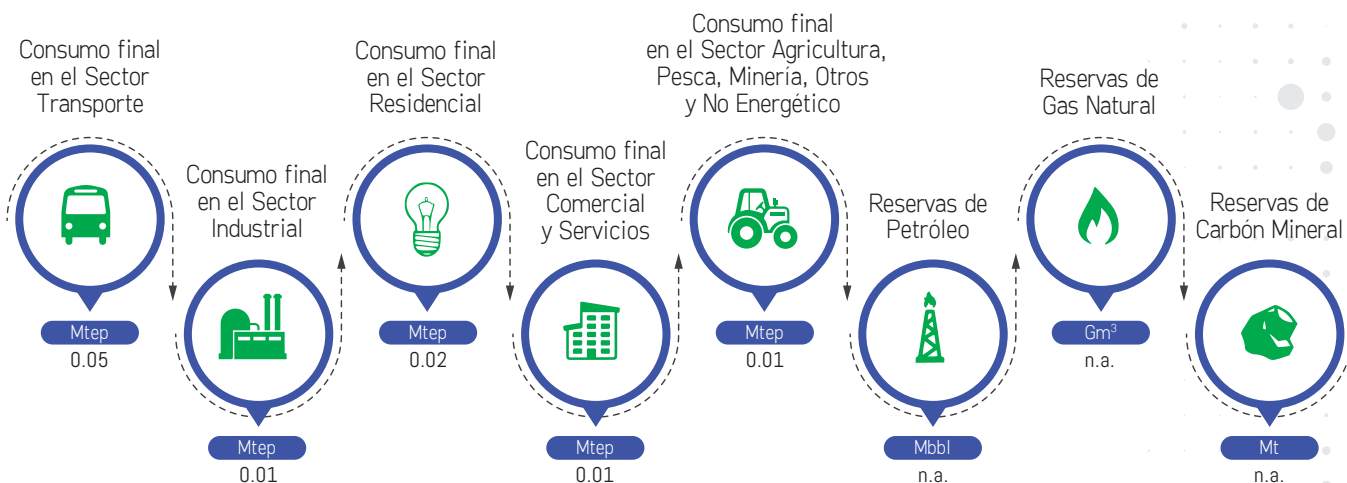 Consumo final
en el Sector
Transporte
Mtep
0.05
Consumo final
en el Sector
Industrial
Mtep
0.01
Consumo final
en el Sector
Residencial
Mtep
0.02
Consumo final
en el Sector
Comercial
y Servicios
Mtep
0.01
Consumo final
en el Sector Agricultura,
Pesca, Minería, Otros
y No Energético
Mtep
0.01
Reservas de
Petróleo
Mbbl
n.a.
Reservas de
Gas Natural
Gm³
n.a.
Reservas de
Carbón Mineral
Mt
n.a.